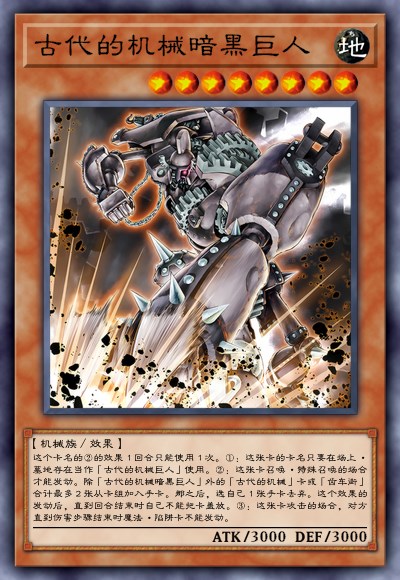 古代的机械暗黑巨人
地
【机械族／效果】
这个卡名的②的效果1回合只能使用1次。①：这张卡的卡名只要在场上·
墓地存在当作「古代的机械巨人」使用。②：这张卡召唤·特殊召唤的场合
才能发动。除「古代的机械暗黑巨人」外的「古代的机械」卡或「齿车街」
合计最多2张从卡组加入手卡。那之后，选自己1张手卡丢弃。这个效果的
发动后，直到回合结束时自己不能把卡盖放。③：这张卡攻击的场合，对方
直到伤害步骤结束时魔法·陷阱卡不能发动。
ATK/3000 DEF/3000